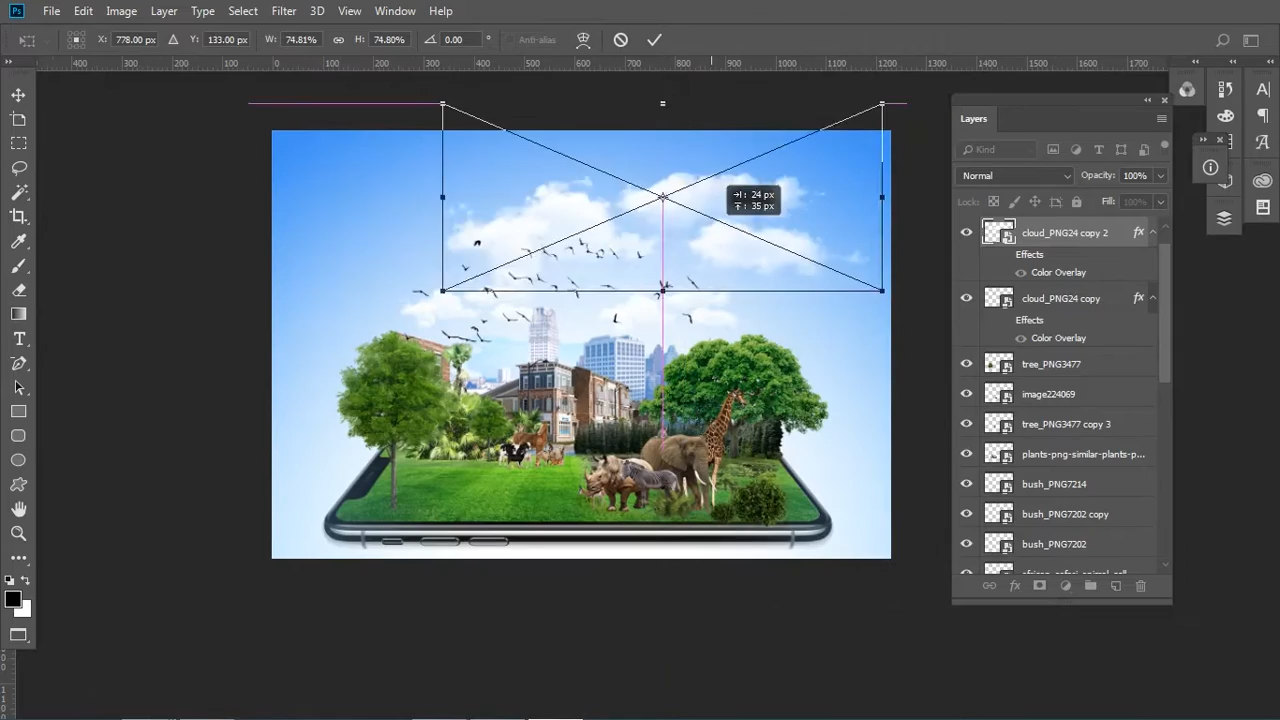 Ps File Edit Image Layer Type Select Filter 3D View Window Help
X: 778.00 px Y: 133.00 px W: 74.81% H: 74.80% 0.00 ° Anti-alias
400 300 200 100 0 100 200 300 400 500 600 700 800 900 1000 1100 1200 1400 1500 1600 1700
Layers
Kind
Normal Opacity: 100%
Lock: Fill: 100%
cloud_PNG24 copy 2 fx
Effects
Color Overlay
cloud_PNG24 copy fx
Effects
Color Overlay
tree_PNG3477
image224069
tree_PNG3477 copy 3
plants-png-similar-plants-p...
bush_PNG7214
bush_PNG7202 copy
bush_PNG7202
fx
: 24 px
: 35 px